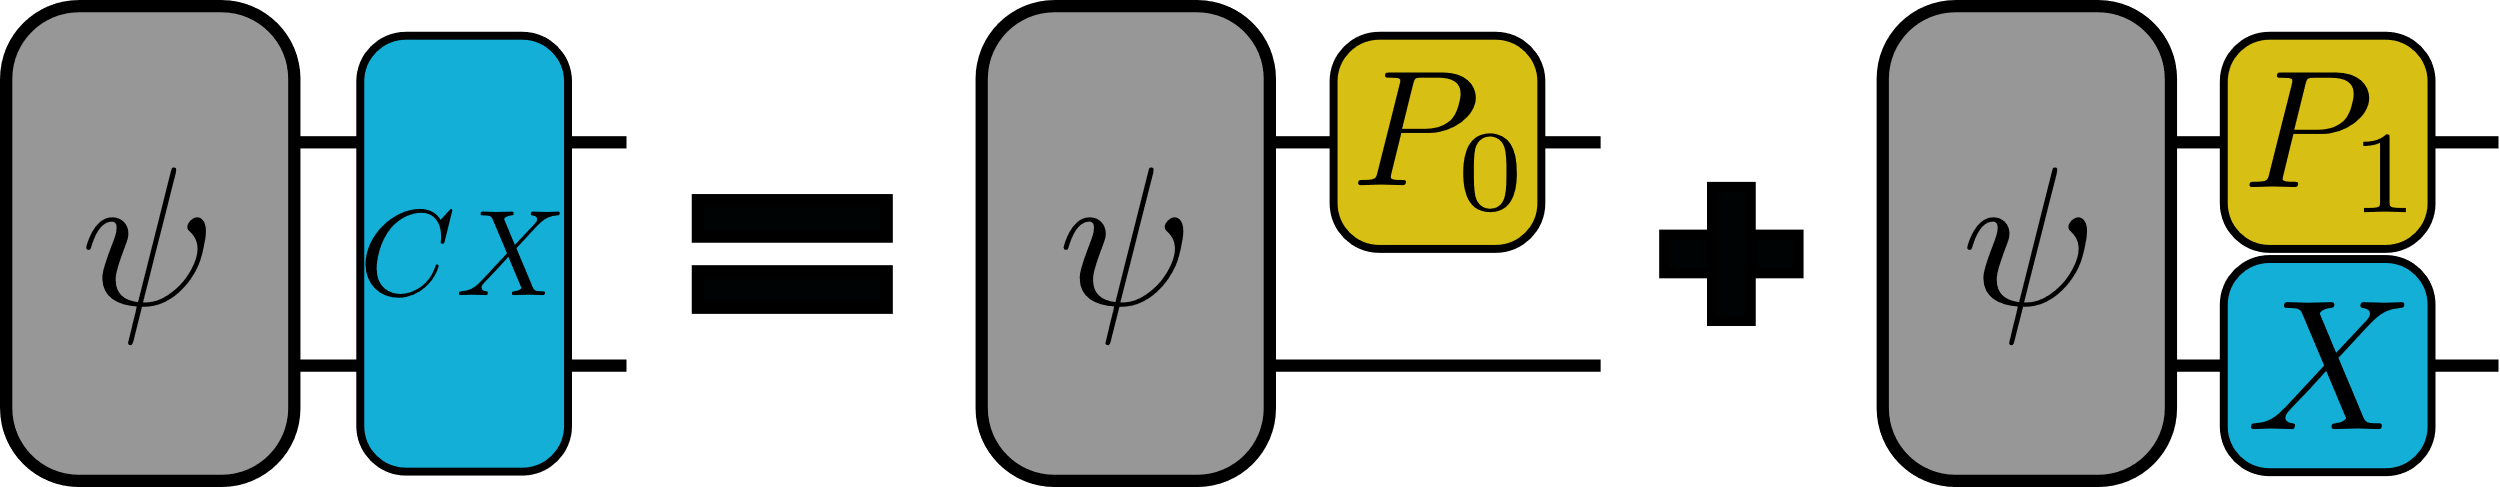 ψ CX = ψ P₀ + ψ P₁
X